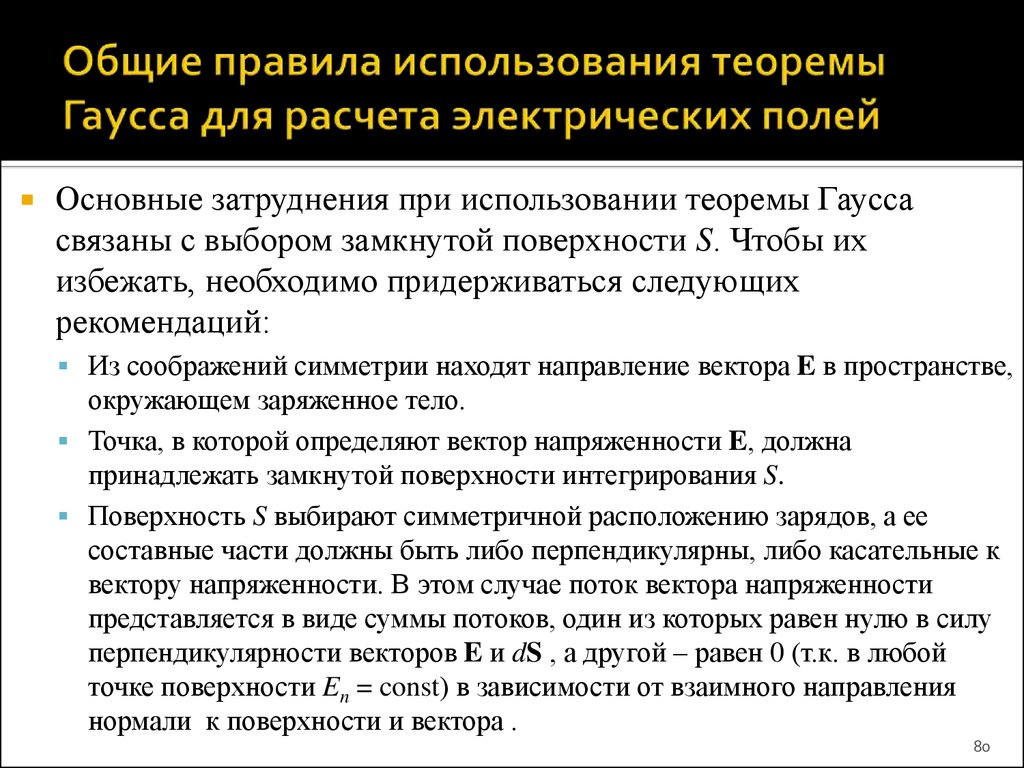 Общие правила использования теоремы
Гаусса для расчета электрических полей
Основные затруднения при использовании теоремы Гаусса
связаны с выбором замкнутой поверхности S. Чтобы их
избежать, необходимо придерживаться следующих
рекомендаций:
Из соображений симметрии находят направление вектора E в пространстве,
окружающем заряженное тело.
Точка, в которой определяют вектор напряженности E, должна
принадлежать замкнутой поверхности интегрирования S.
Поверхность S выбирают симметричной расположению зарядов, а ее
составные части должны быть либо перпендикулярны, либо касательные к
вектору напряженности. В этом случае поток вектора напряженности
представляется в виде суммы потоков, один из которых равен нулю в силу
перпендикулярности векторов E и dS , а другой – равен 0 (т.к. в любой
точке поверхности En = const) в зависимости от взаимного направления
нормали к поверхности и вектора .
80